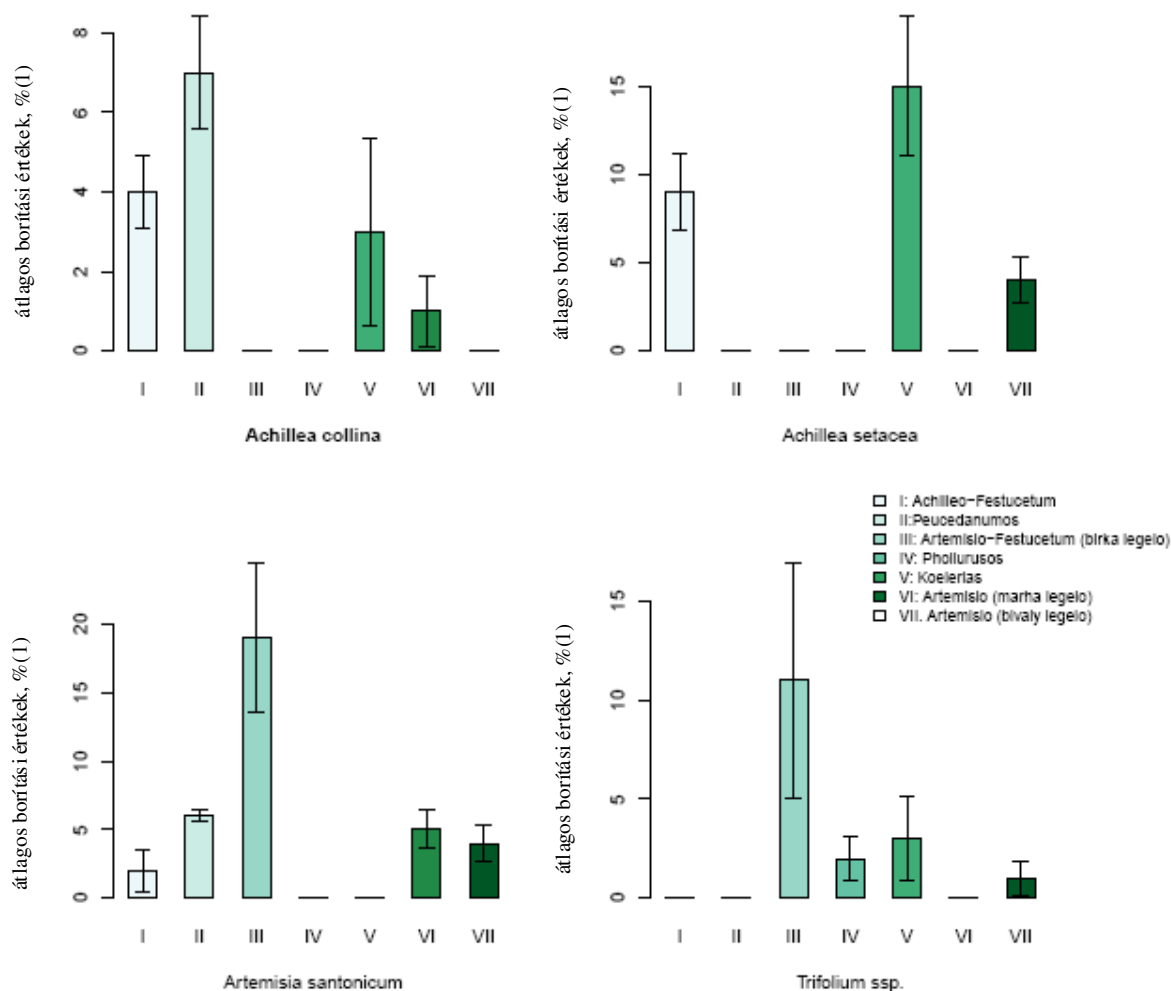 átlagos borítási értékek, %(1)
0
2
4
6
8
I II III IV V VI VII
Achillea collina
átlagos borítási értékek, %(1)
0
5
10
15
I II III IV V VI VII
Achillea setacea
átlagos borítási értékek, %(1)
0
5
10
15
20
I II III IV V VI VII
Artemisia santonicum
I: Achilleo-Festucetum
II:Peucedanumos
III: Artemisio-Festucetum (birka legelo)
IV: Pholiurusos
V: Koelerias
VI: Artemisio (marha legelo)
VII. Artemisio (bivaly legelo)
átlagos borítási értékek, %(1)
0
5
10
15
I II III IV V VI VII
Trifolium ssp.